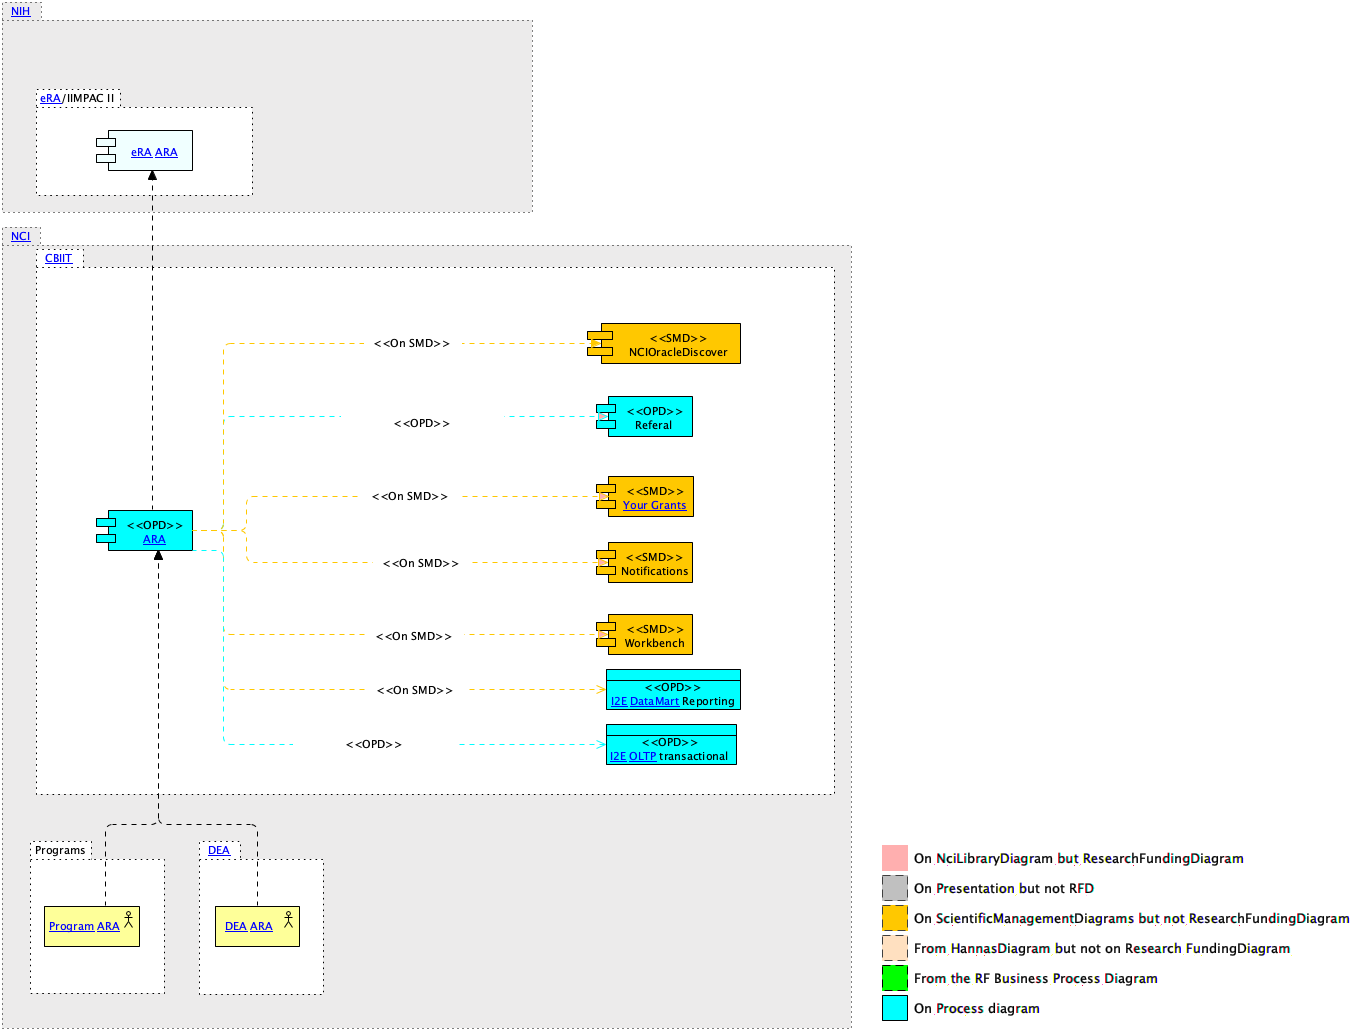 NIH
eRA/IIMPAC II
eRA ARA
NCI
CBIIT
<<On SMD>>
<<SMD>>
NCIOracleDiscover
<<OPD>>
<<OPD>>
Referal
<<On SMD>>
<<SMD>>
Your Grants
<<OPD>>
ARA
<<On SMD>>
<<SMD>>
Notifications
<<On SMD>>
<<SMD>>
Workbench
<<On SMD>>
<<OPD>>
I2E DataMart Reporting
<<OPD>>
<<OPD>>
I2E OLTP transactional
Programs
Program ARA
DEA
DEA ARA
On NciLibraryDiagram but ResearchFundingDiagram
On Presentation but not RFD
On ScientificManagementDiagrams but not ResearchFundingDiagram
From HannasDiagram but not on Research FundingDiagram
From the RF Business Process Diagram
On Process diagram